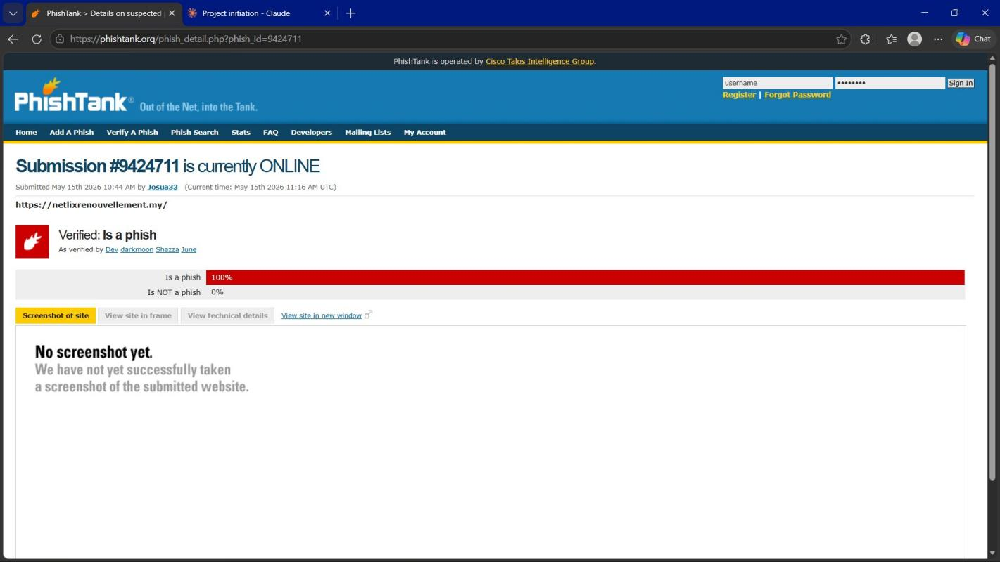 PhishTank > Details on suspected
Project initiation - Claude
https://phishtank.org/phish_detail.php?phish_id=9424711
Chat
PhishTank is operated by Cisco Talos Intelligence Group.
PhishTank® Out of the Net, into the Tank.
username •••••••• Sign In
Register | Forgot Password
Home Add A Phish Verify A Phish Phish Search Stats FAQ Developers Mailing Lists My Account
Submission #9424711 is currently ONLINE
Submitted May 15th 2026 10:44 AM by Josua33 (Current time: May 15th 2026 11:16 AM UTC)
https://netlixrenouvellement.my/
Verified: Is a phish
As verified by Dev darkmoon Shazza June
Is a phish 100%
Is NOT a phish 0%
Screenshot of site View site in frame View technical details View site in new window
No screenshot yet.
We have not yet successfully taken
a screenshot of the submitted website.